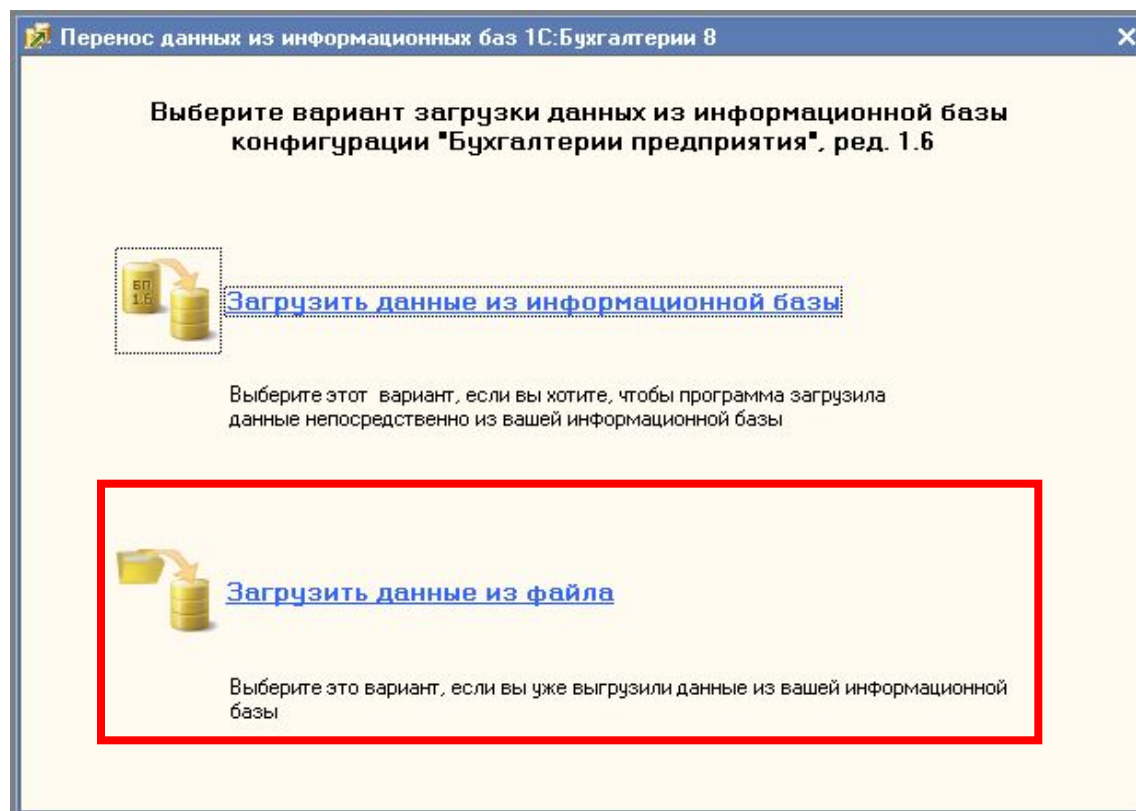 Перенос данных из информационных баз 1С:Бухгалтерии 8
Выберите вариант загрузки данных из информационной базы
конфигурации "Бухгалтерии предприятия", ред. 1.6
БП
1.6
Загрузить данные из информационной базы
Выберите этот вариант, если вы хотите, чтобы программа загрузила
данные непосредственно из вашей информационной базы
Загрузить данные из файла
Выберите это вариант, если вы уже выгрузили данные из вашей информационной
базы